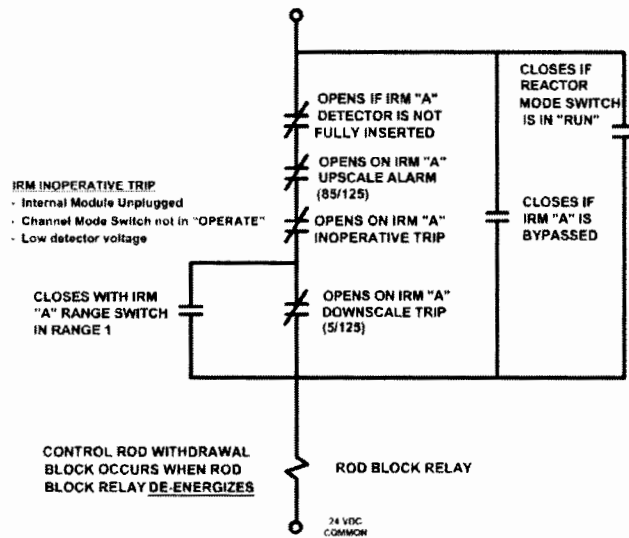 OPENS IF IRM "A"
DETECTOR IS NOT
FULLY INSERTED
CLOSES IF
REACTOR
MODE SWITCH
IS IN "RUN"
OPENS ON IRM "A"
UPSCALE ALARM
(85/125)
IRM INOPERATIVE TRIP
- Internal Module Unplugged
- Channel Mode Switch not in "OPERATE"
- Low detector voltage
OPENS ON IRM "A"
INOPERATIVE TRIP
CLOSES IF
IRM "A" IS
BYPASSED
CLOSES WITH IRM
"A" RANGE SWITCH
IN RANGE 1
OPENS ON IRM "A"
DOWNSCALE TRIP
(5/125)
CONTROL ROD WITHDRAWAL
BLOCK OCCURS WHEN ROD
BLOCK RELAY DE-ENERGIZES
ROD BLOCK RELAY
24 VDC
COMMON